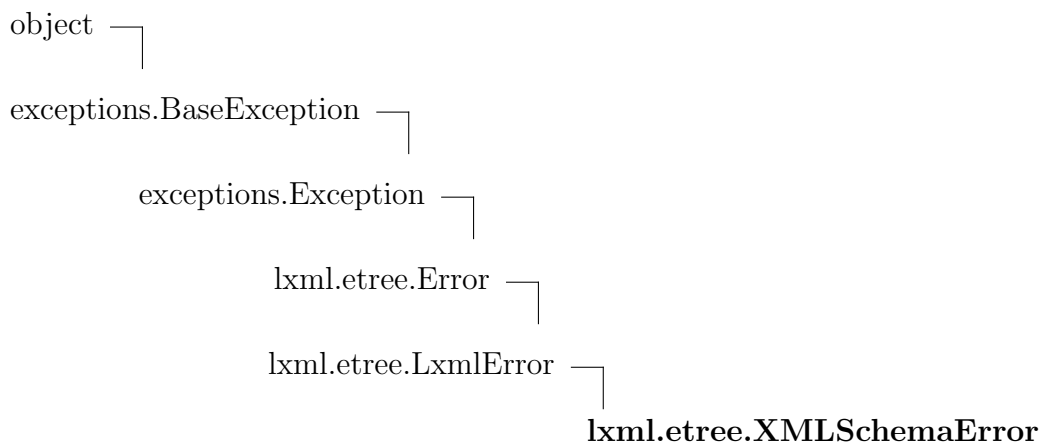 object
exceptions.BaseException
exceptions.Exception
lxml.etree.Error
lxml.etree.LxmlError
lxml.etree.XMLSchemaError